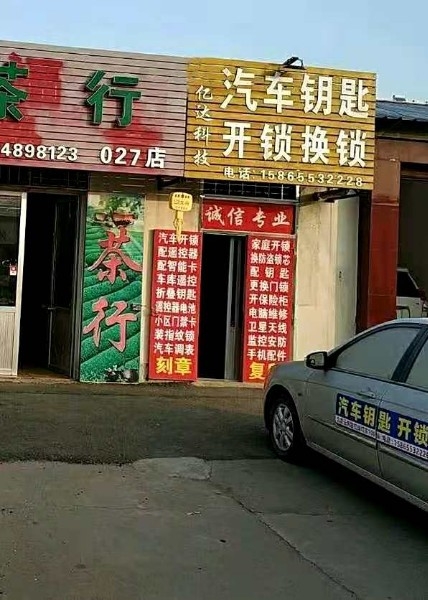 茶行
4898123 027店
亿达科技
汽车钥匙
开锁换锁
电话: 15865532228
诚信专业
茶行
汽车开锁
配遥控器
配智能卡
车库遥控
折叠钥匙
遥控器电池
小区门禁卡
装指纹锁
汽车调表
刻章
家庭开锁
换防盗锁芯
配钥匙
更换门锁
开保险柜
电脑维修
卫星天线
监控安防
手机配件
复
汽车钥匙 开锁